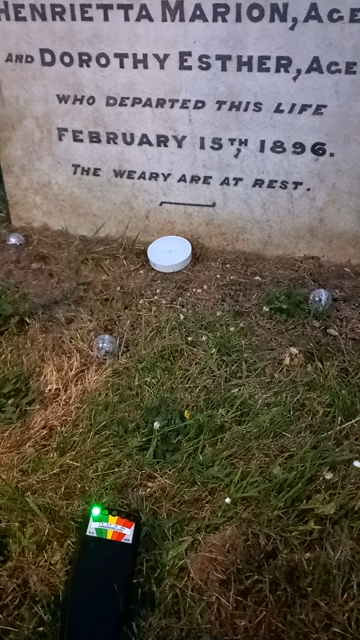 HENRIETTA MARION, AGE
AND DOROTHY ESTHER, AGE
WHO DEPARTED THIS LIFE
FEBRUARY 15TH, 1896.
THE WEARY ARE AT REST.